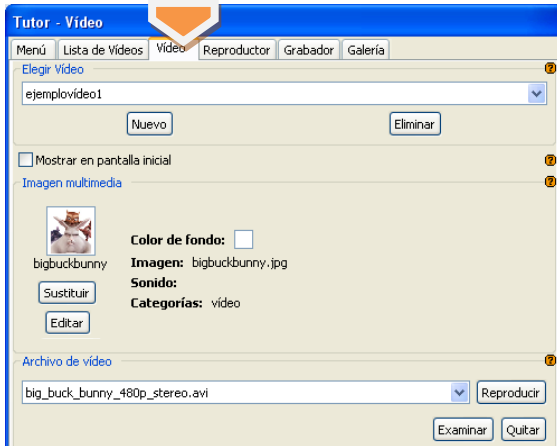 Tutor - Vídeo
Menú Lista de Vídeos Vídeo Reproductor Grabador Galería
Elegir Vídeo
ejemplovídeo1
Nuevo Eliminar
Mostrar en pantalla inicial
Imagen multimedia
bigbuckbunny
Sustituir
Editar
Color de fondo:
Imagen: bigbuckbunny.jpg
Sonido:
Categorías: vídeo
Archivo de vídeo
big_buck_bunny_480p_stereo.avi Reproducir
Examinar Quitar